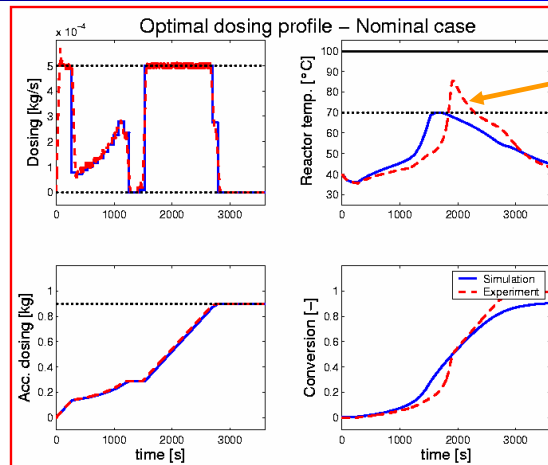 Optimal dosing profile – Nominal case
x 10⁻⁴
Dosing [kg/s]
5
4
3
2
1
0
0 1000 2000 3000
Reactor temp. [°C]
100
90
80
70
60
50
40
30
0 1000 2000 3000
Acc. dosing [kg]
1
0.8
0.6
0.4
0.2
0
0 1000 2000 3000
time [s]
Conversion [–]
Simulation
Experiment
1
0.8
0.6
0.4
0.2
0
0 1000 2000 3000
time [s]